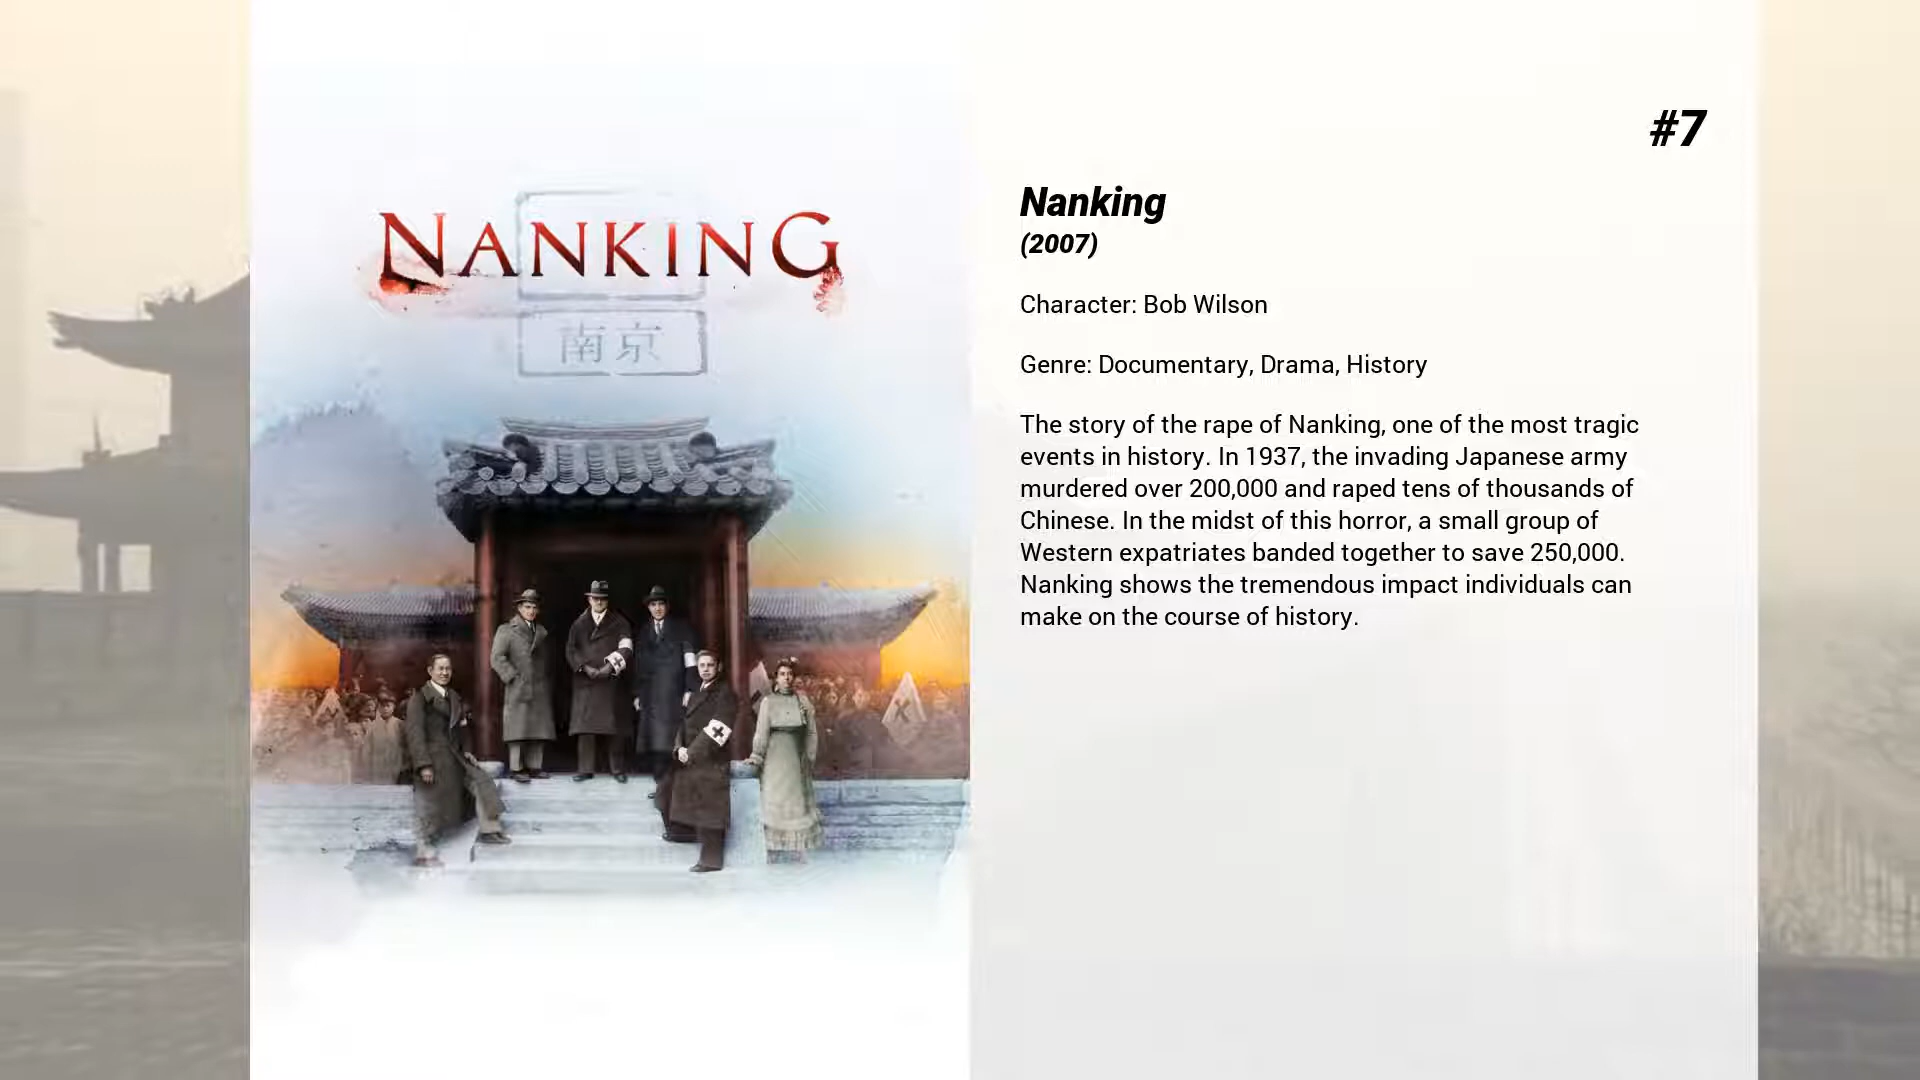 NANKING
南京
#7
Nanking
(2007)
Character: Bob Wilson
Genre: Documentary, Drama, History
The story of the rape of Nanking, one of the most tragic
events in history. In 1937, the invading Japanese army
murdered over 200,000 and raped tens of thousands of
Chinese. In the midst of this horror, a small group of
Western expatriates banded together to save 250,000.
Nanking shows the tremendous impact individuals can
make on the course of history.